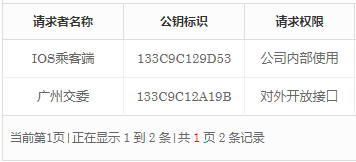 请求者名称 公钥标识 请求权限
IOS乘客端 133C9C129D53 公司内部使用
广州交委 133C9C12A19B 对外开放接口
当前第1页|正在显示 1 到 2 条|共 1 页 2 条记录